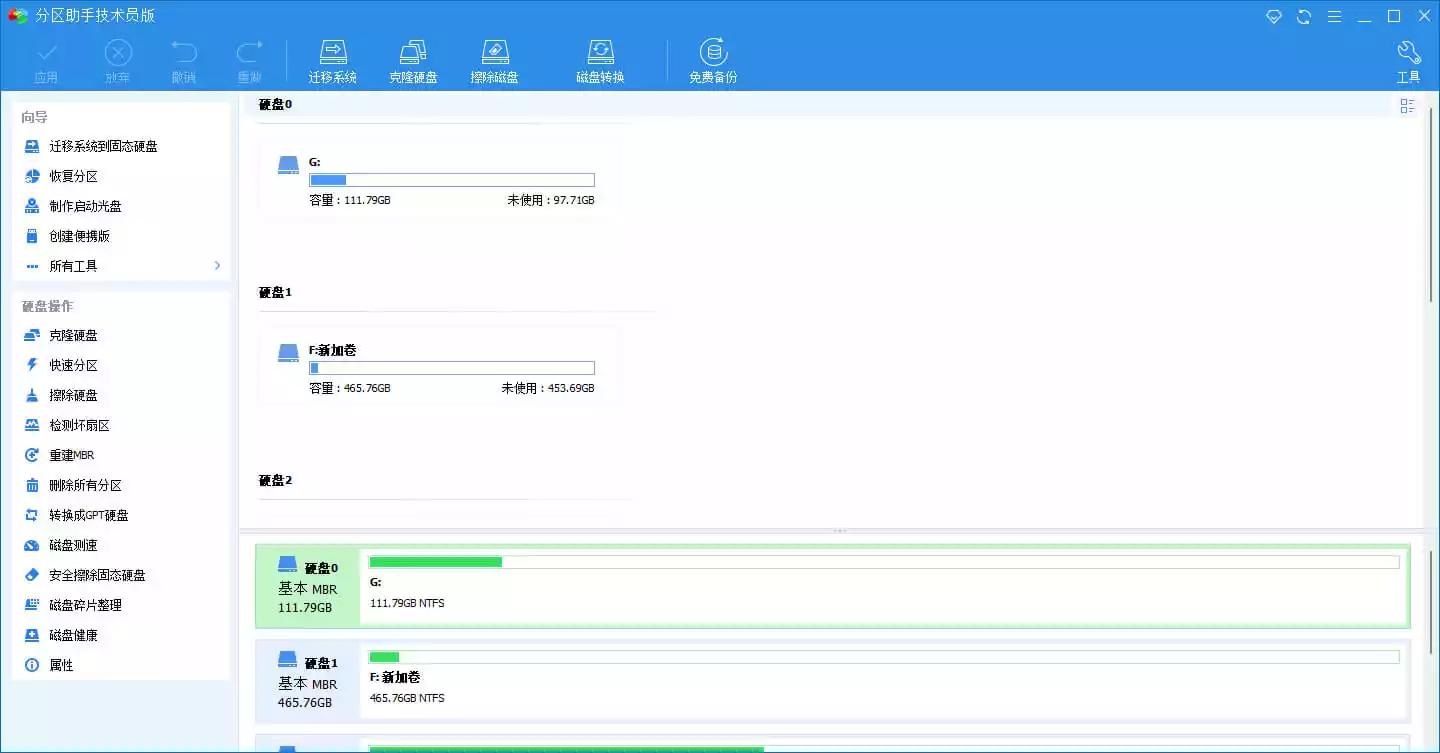 分区助手技术员版
应用
放弃
撤销
重做
迁移系统
克隆硬盘
擦除磁盘
磁盘转换
免费备份
工具
向导
迁移系统到固态硬盘
恢复分区
制作启动光盘
创建便携版
所有工具
硬盘操作
克隆硬盘
快速分区
擦除硬盘
检测坏扇区
重建MBR
删除所有分区
转换成GPT硬盘
磁盘测速
安全擦除固态硬盘
磁盘碎片整理
磁盘健康
属性
硬盘0
G:
容量：111.79GB 未使用：97.71GB
硬盘1
F:新加卷
容量：465.76GB 未使用：453.69GB
硬盘2
硬盘0
基本 MBR
111.79GB
G:
111.79GB NTFS
硬盘1
基本 MBR
465.76GB
F: 新加卷
465.76GB NTFS